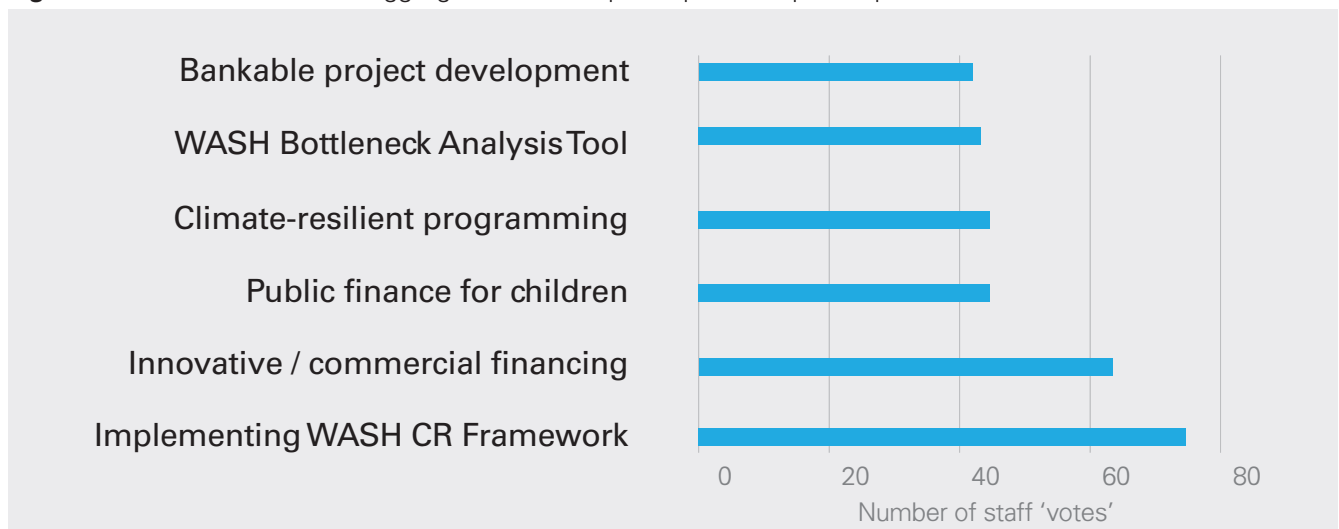 Bankable project development
WASH Bottleneck Analysis Tool
Climate-resilient programming
Public finance for children
Innovative / commercial financing
Implementing WASH CR Framework
0 20 40 60 80
Number of staff ‘votes’